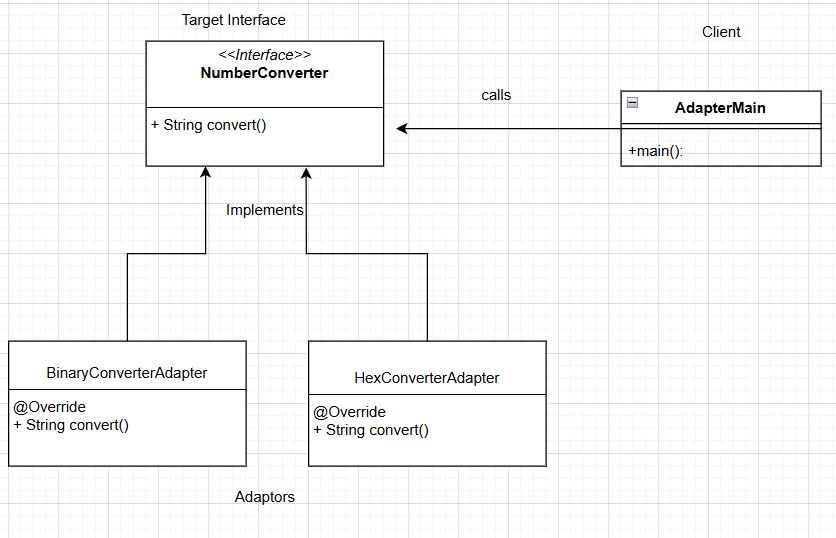 Target Interface
Client
<<Interface>>
NumberConverter
+ String convert()
calls
AdapterMain
+main():
Implements
BinaryConverterAdapter
@Override
+ String convert()
HexConverterAdapter
@Override
+ String convert()
Adaptors